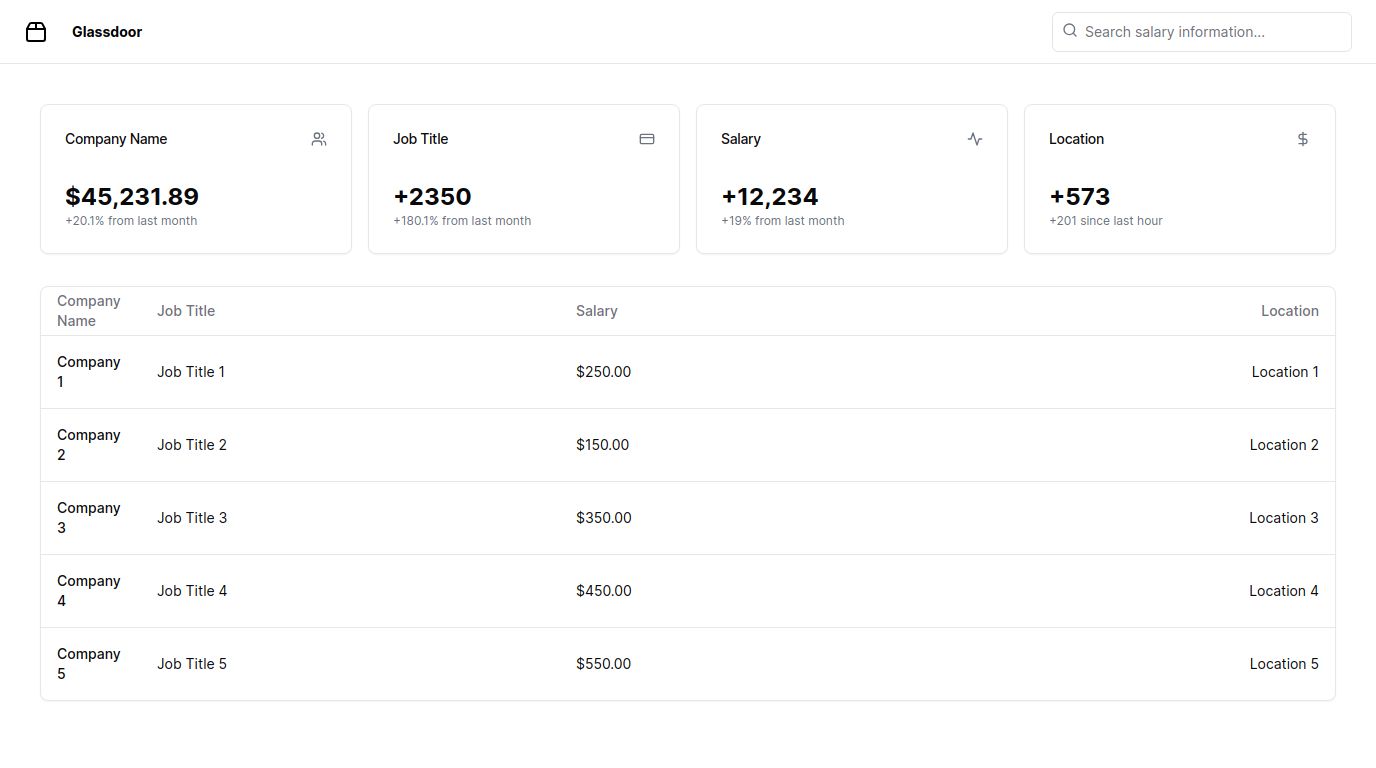 Glassdoor
Search salary information...
Company Name
Job Title
Salary
Location
$45,231.89
+2350
+12,234
+573
+20.1% from last month
+180.1% from last month
+19% from last month
+201 since last hour
Company
Name
Job Title
Salary
Location
Company
1
Job Title 1
$250.00
Location 1
Company
2
Job Title 2
$150.00
Location 2
Company
3
Job Title 3
$350.00
Location 3
Company
4
Job Title 4
$450.00
Location 4
Company
5
Job Title 5
$550.00
Location 5